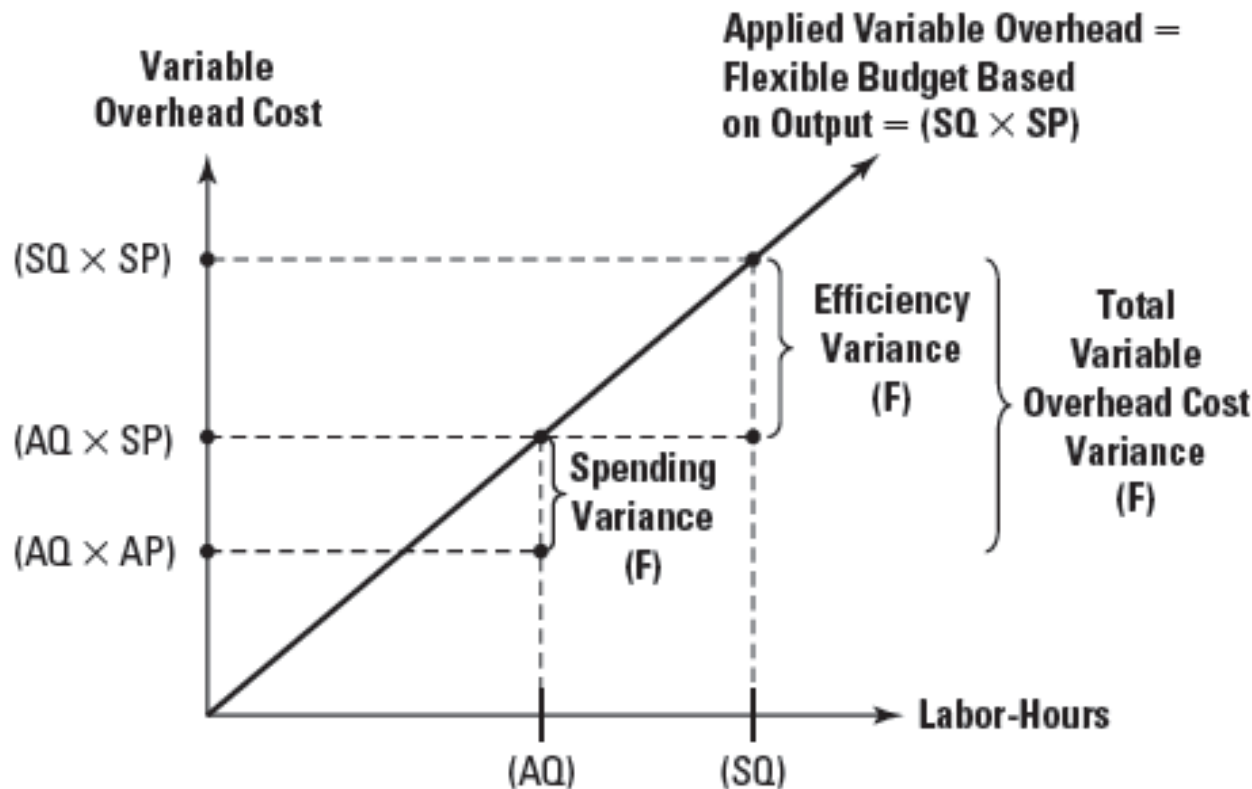 Variable
Overhead Cost
Applied Variable Overhead =
Flexible Budget Based
on Output = (SQ × SP)
(SQ × SP)
(AQ × SP)
(AQ × AP)
Efficiency
Variance
(F)
Total
Variable
Overhead Cost
Variance
(F)
Spending
Variance
(F)
Labor-Hours
(AQ)
(SQ)